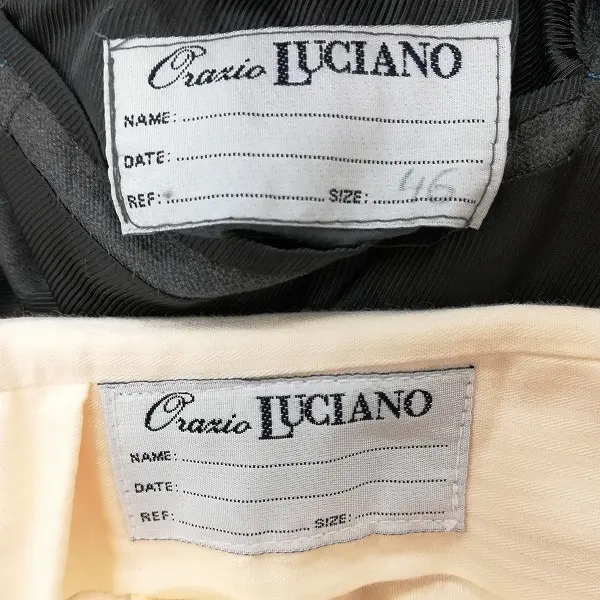 Orazio LUCIANO
NAME:
DATE:
REF: SIZE: 46
Orazio LUCIANO
NAME:
DATE:
REF: SIZE: